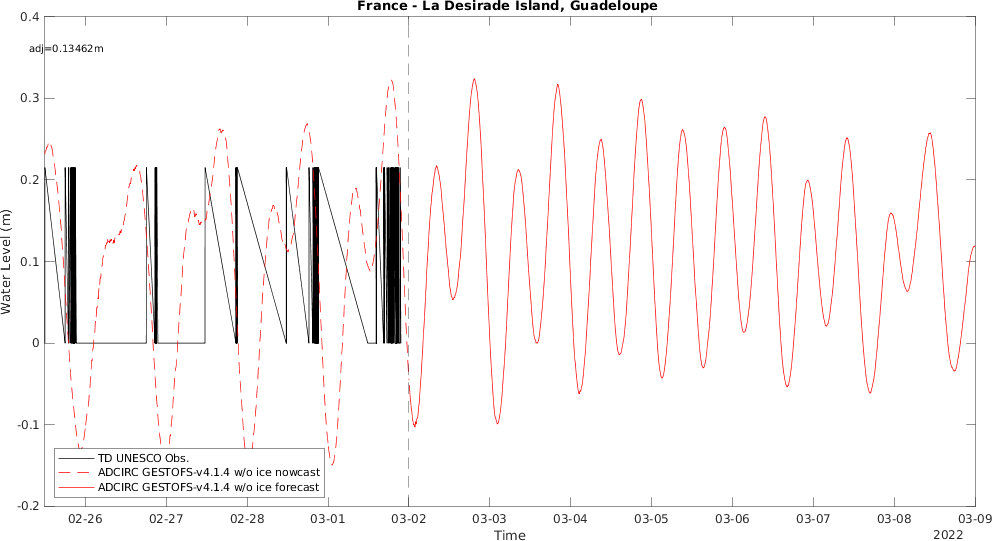 France - La Desirade Island, Guadeloupe
adj=0.13462m
0.4
0.3
0.2
0.1
0
-0.1
-0.2
Water Level (m)
TD UNESCO Obs.
ADCIRC GESTOFS-v4.1.4 w/o ice nowcast
ADCIRC GESTOFS-v4.1.4 w/o ice forecast
02-26 02-27 02-28 03-01 03-02 03-03 03-04 03-05 03-06 03-07 03-08 03-09
Time
2022